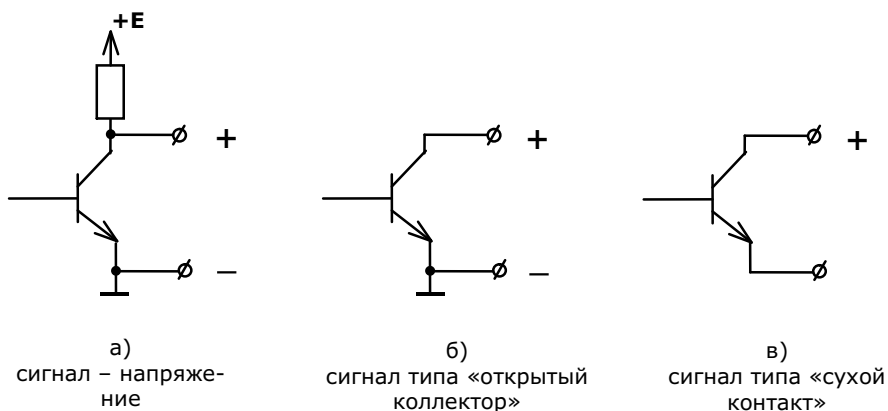 +E
+
+
+
–
–
а)
сигнал – напряже-
ние
б)
сигнал типа «открытый
коллектор»
в)
сигнал типа «сухой
контакт»